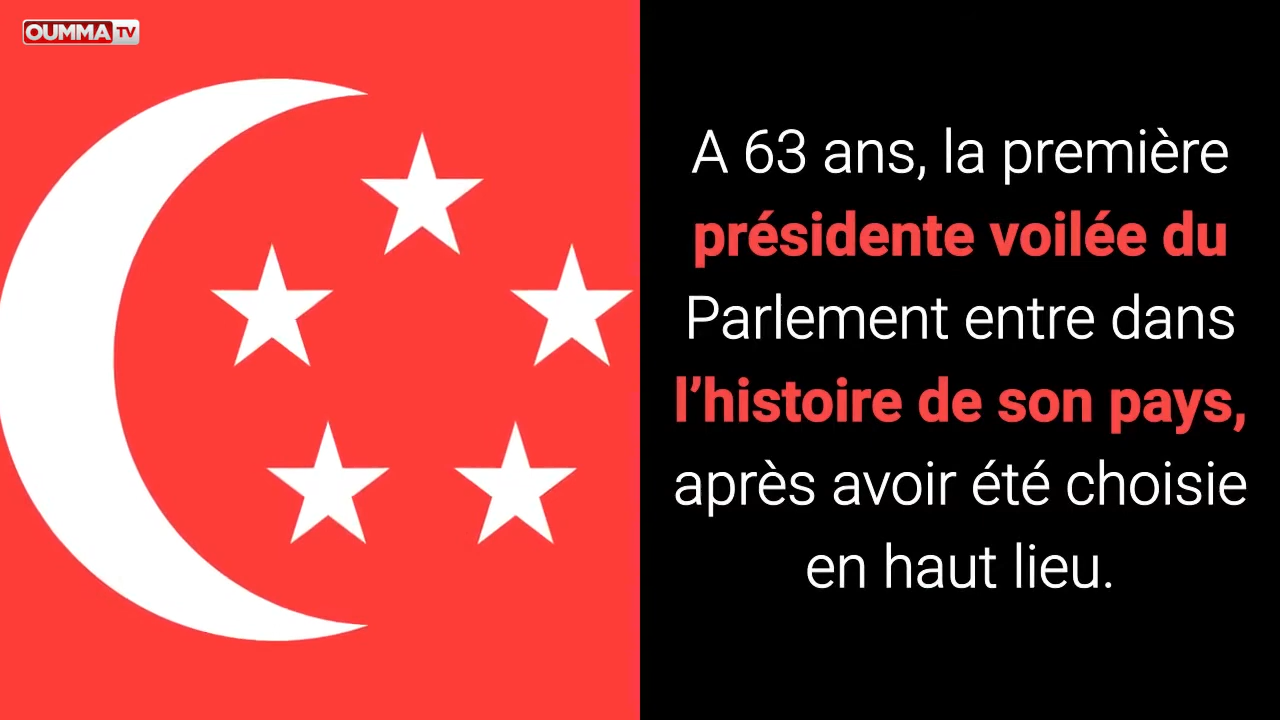 OUMMA TV
A 63 ans, la première
présidente voilée du
Parlement entre dans
l’histoire de son pays,
après avoir été choisie
en haut lieu.